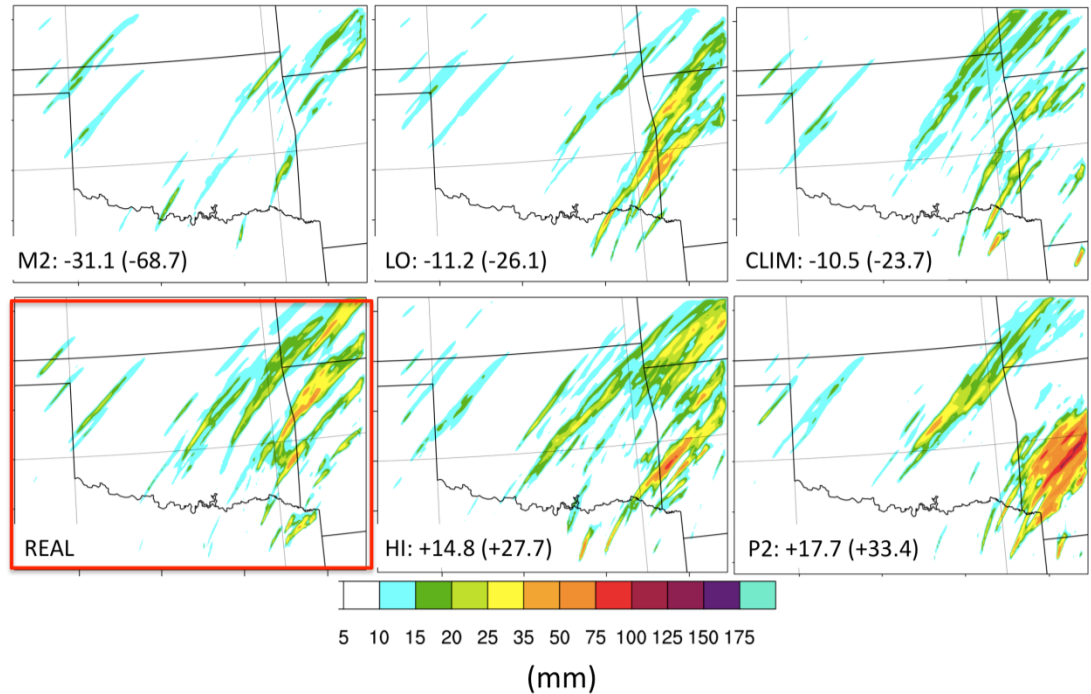 M2: -31.1 (-68.7)
LO: -11.2 (-26.1)
CLIM: -10.5 (-23.7)
REAL
HI: +14.8 (+27.7)
P2: +17.7 (+33.4)
5 10 15 20 25 35 50 75 100 125 150 175
(mm)